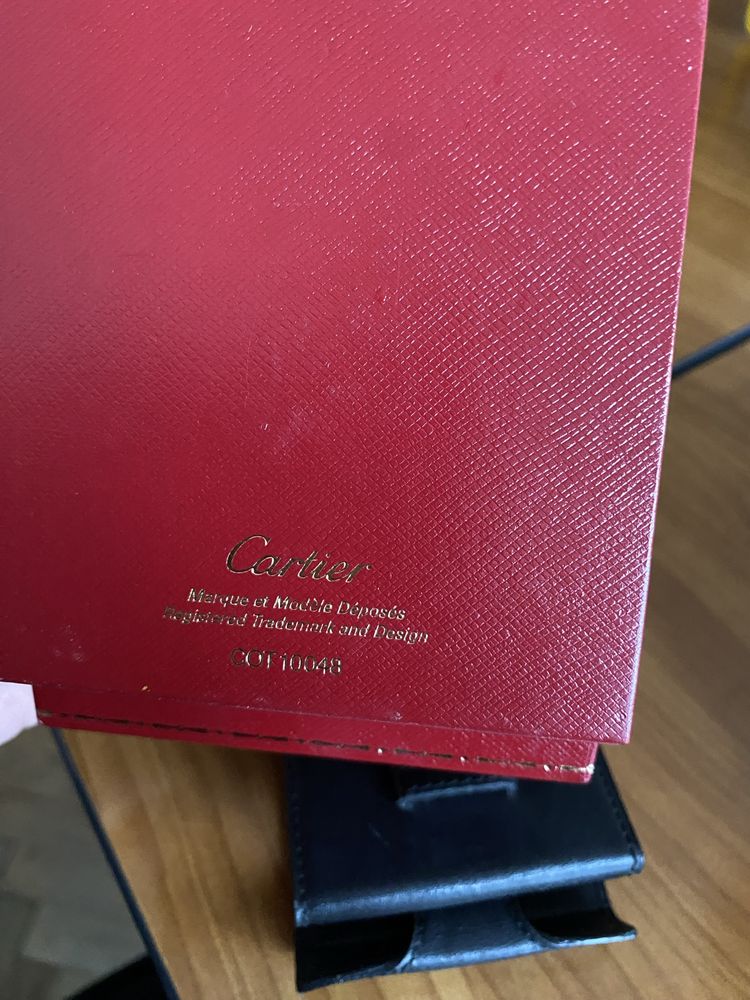 Cartier
Marque et Modèle Déposés
Registered Trademark and Design
COT10048